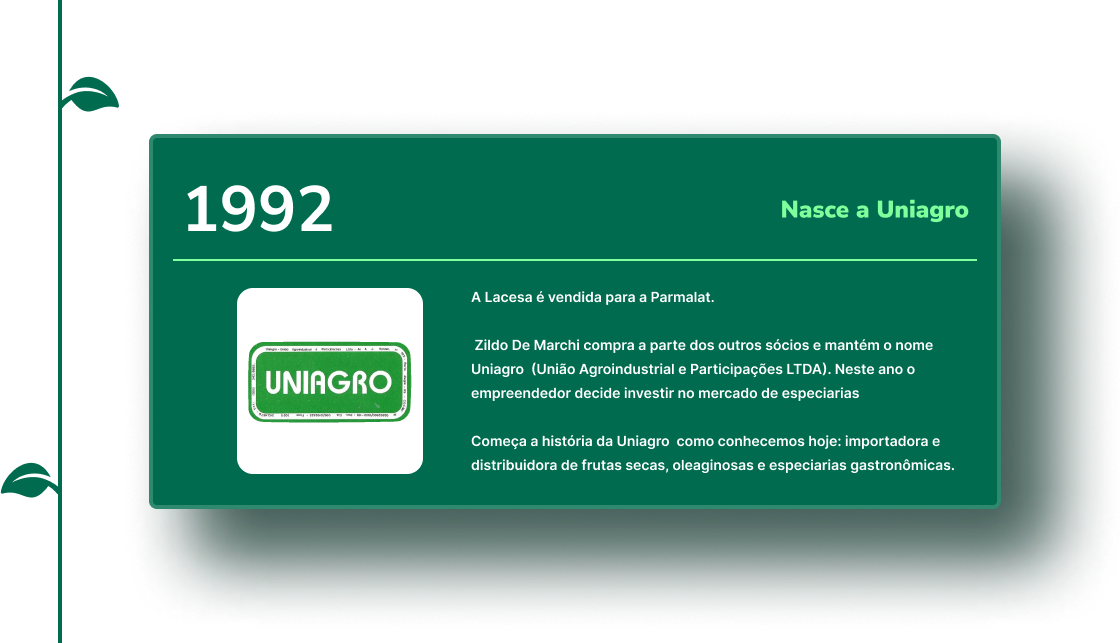 1992
Nasce a Uniagro
UNIAGRO
A Lacesa é vendida para a Parmalat.
Zildo De Marchi compra a parte dos outros sócios e mantém o nome
Uniagro (União Agroindustrial e Participações LTDA). Neste ano o
empreendedor decide investir no mercado de especiarias
Começa a história da Uniagro como conhecemos hoje: importadora e
distribuidora de frutas secas, oleaginosas e especiarias gastronômicas.